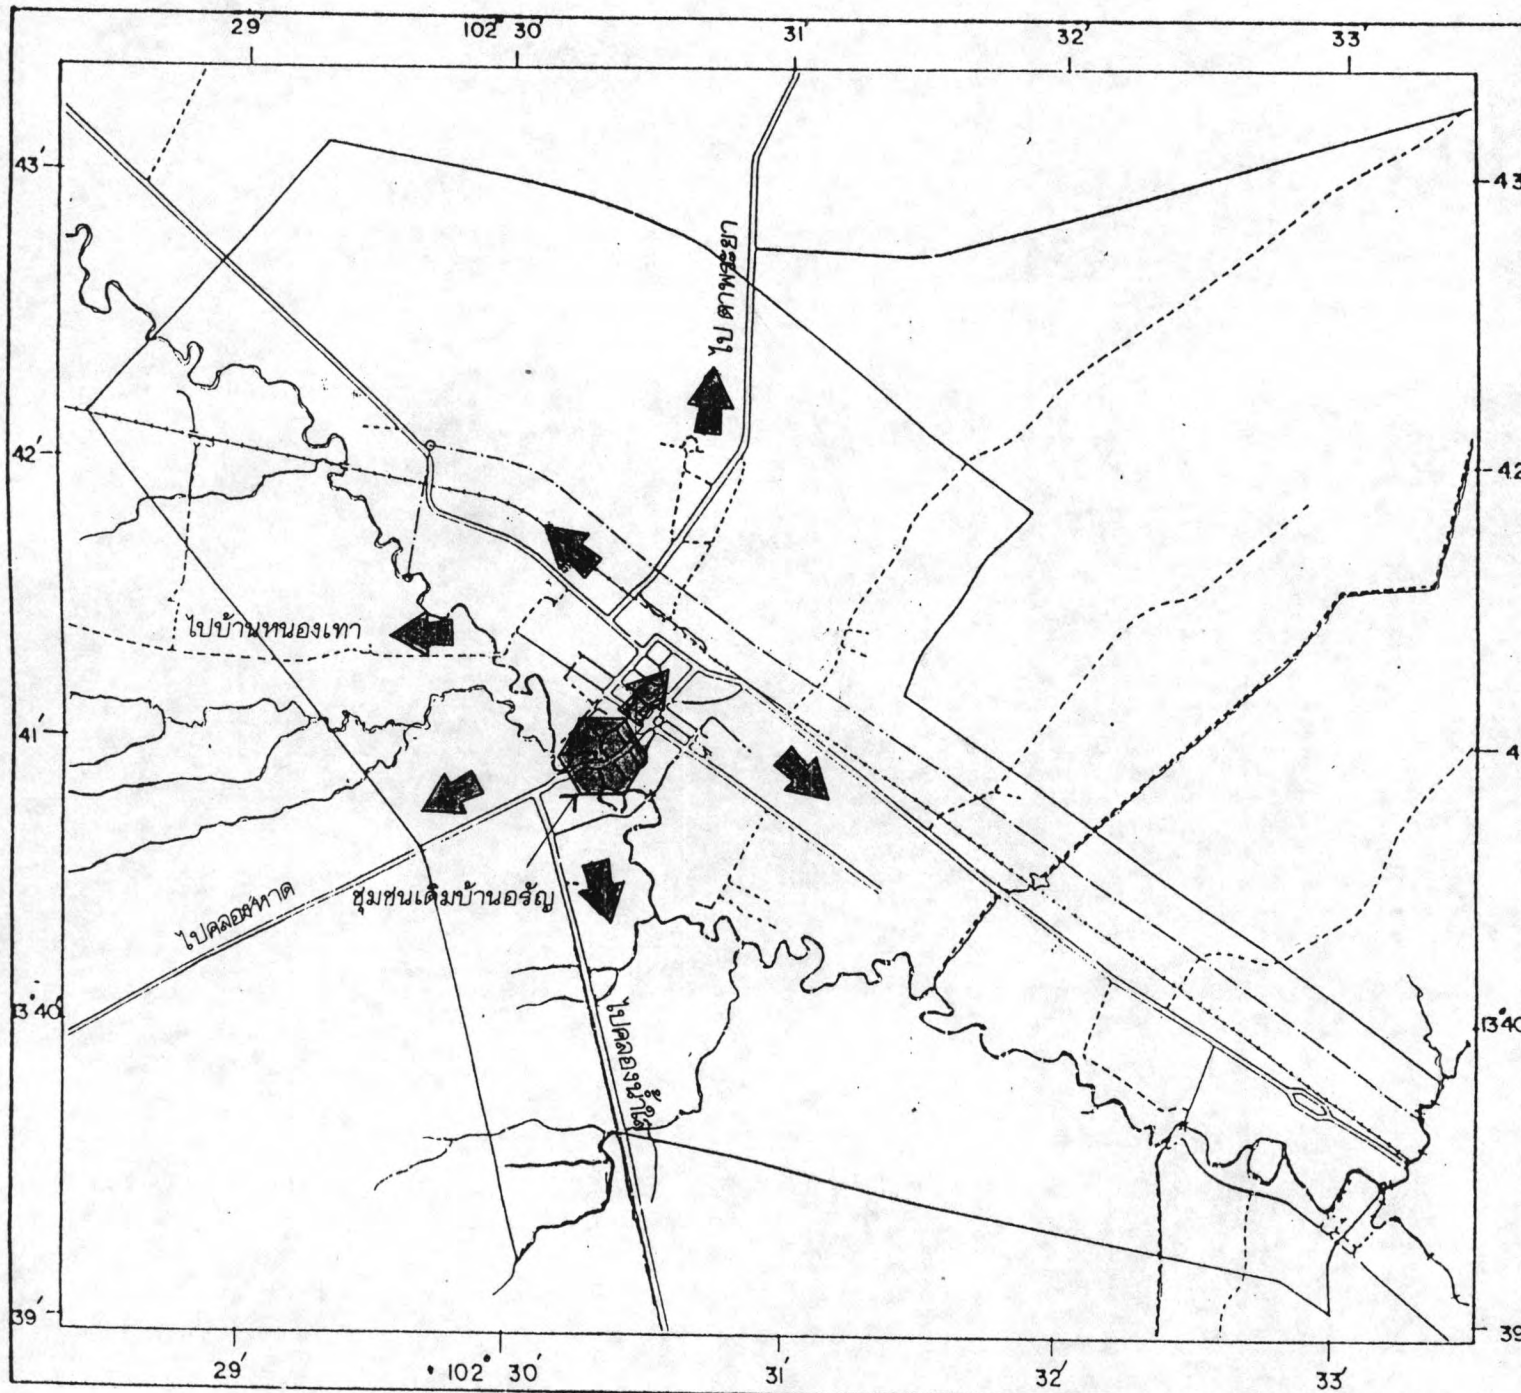 29′ 102° 30′ 31′ 32′ 33′
43′ 43
ไป ตาพระยา
42′ 42
ไปบ้านหนองเทา
41′ 41
ชุมชนเดิมบ้านอรัญ
ไปคลองหาด
13°40′ 13°40
ไปคลองน้ำใส
39′ 39
29′ 102° 30′ 31′ 32′ 33′